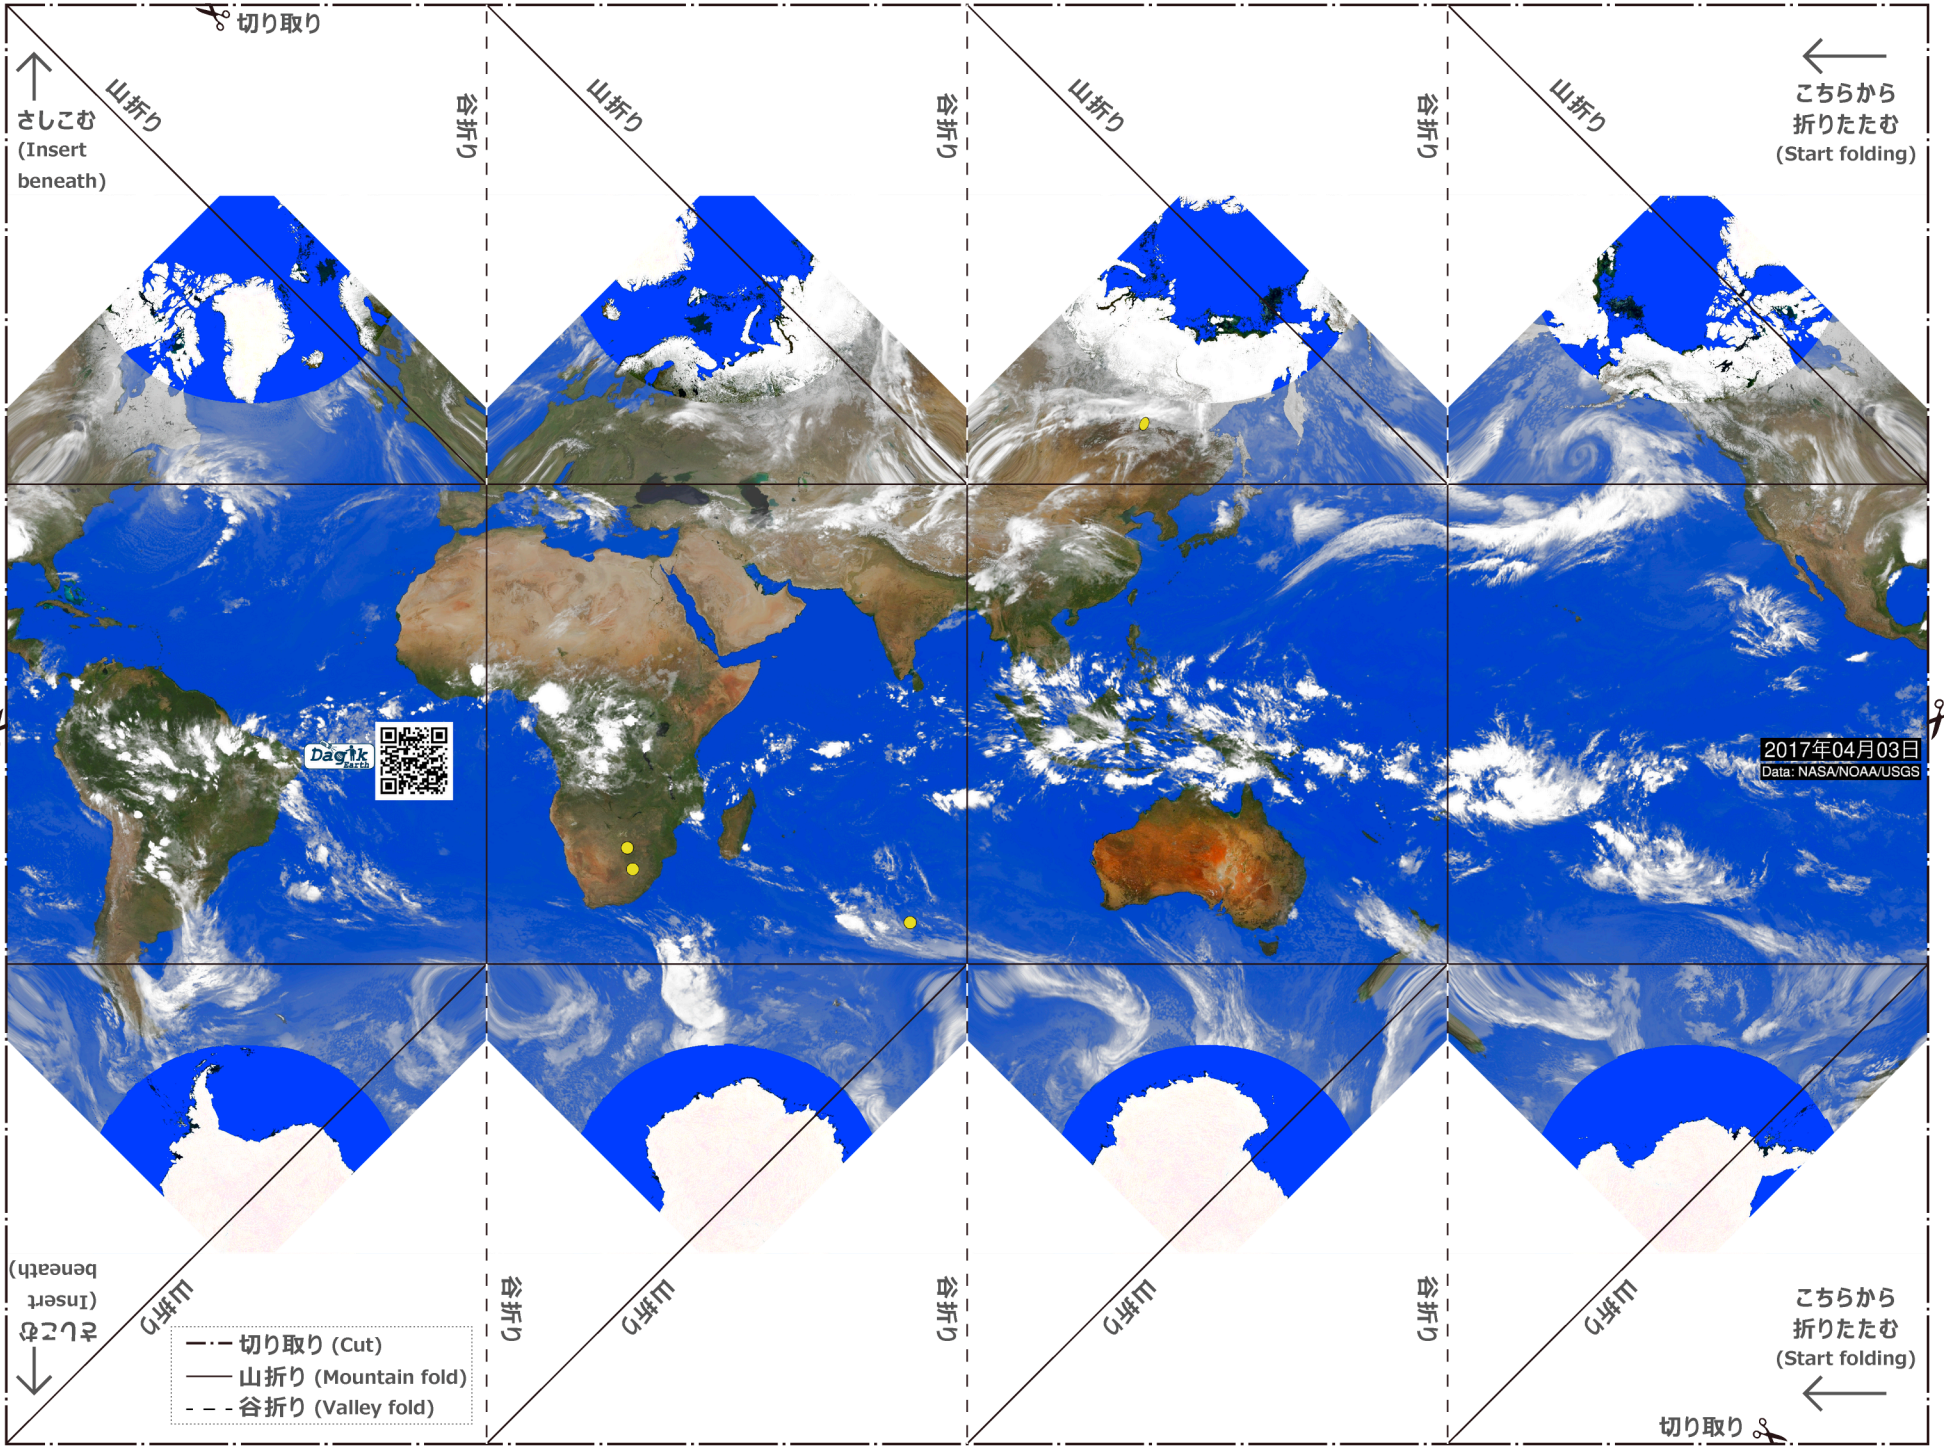 切り取り
山折り
谷折り
山折り
谷折り
山折り
谷折り
山折り
さしこむ
(Insert
beneath)
こちらから
折りたたむ
(Start folding)
Dagik
Earth
2017年04月03日
Data: NASA/NOAA/USGS
さしこむ
(Insert
beneath)
山折り
谷折り
山折り
谷折り
山折り
谷折り
山折り
切り取り (Cut)
山折り (Mountain fold)
谷折り (Valley fold)
こちらから
折りたたむ
(Start folding)
切り取り